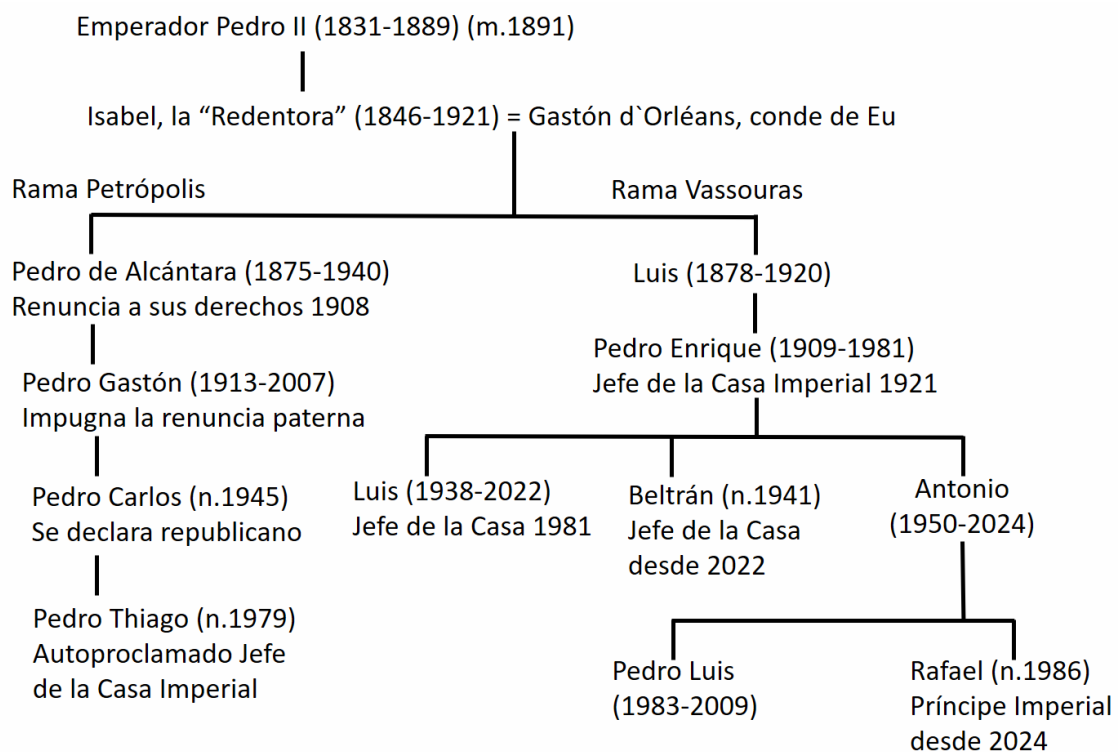 Emperador Pedro II (1831-1889) (m.1891)
Isabel, la “Redentora” (1846-1921) = Gastón d`Orléans, conde de Eu
Rama Petrópolis
Rama Vassouras
Pedro de Alcántara (1875-1940)
Renuncia a sus derechos 1908
Luis (1878-1920)
Pedro Enrique (1909-1981)
Jefe de la Casa Imperial 1921
Pedro Gastón (1913-2007)
Impugna la renuncia paterna
Pedro Carlos (n.1945)
Se declara republicano
Luis (1938-2022)
Jefe de la Casa 1981
Beltrán (n.1941)
Jefe de la Casa
desde 2022
Antonio
(1950-2024)
Pedro Thiago (n.1979)
Autoproclamado Jefe
de la Casa Imperial
Pedro Luis
(1983-2009)
Rafael (n.1986)
Príncipe Imperial
desde 2024